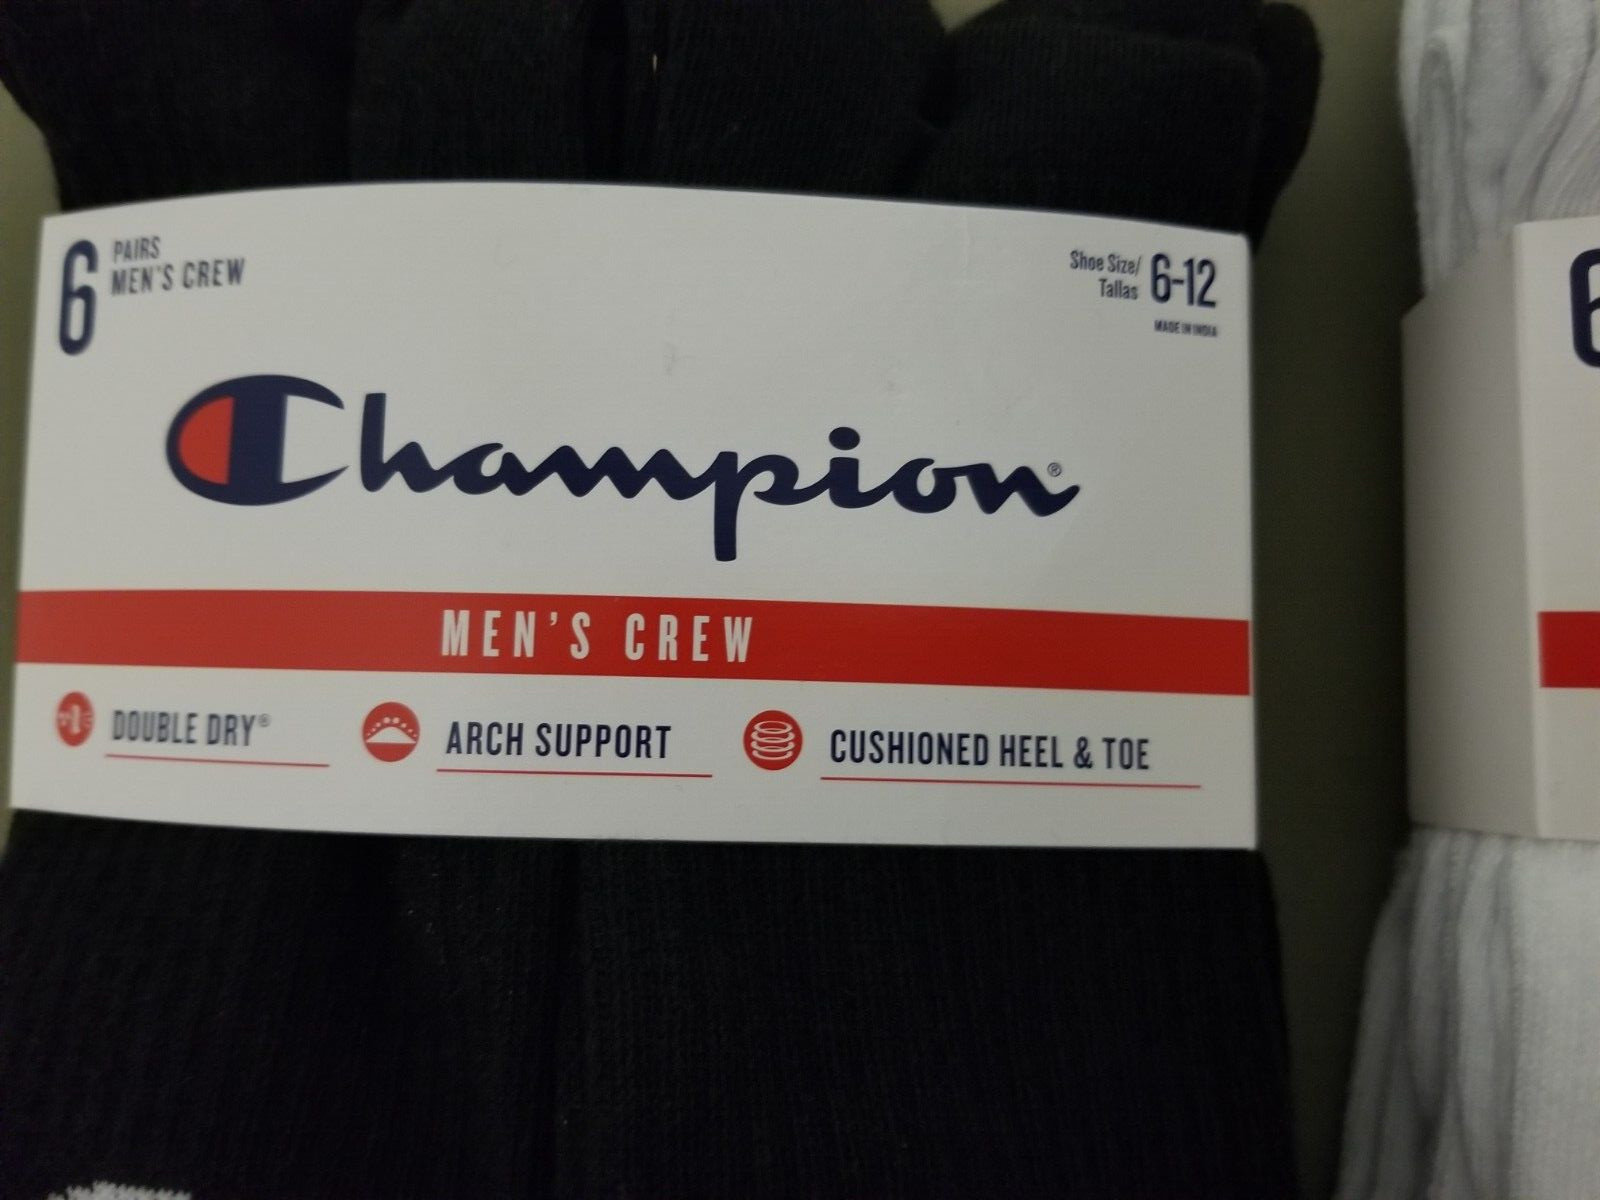 6
PAIRS
MEN'S CREW
Shoe Size/
Tallas
6-12
MADE IN INDIA
Champion®
MEN'S CREW
DOUBLE DRY®
ARCH SUPPORT
CUSHIONED HEEL & TOE
6